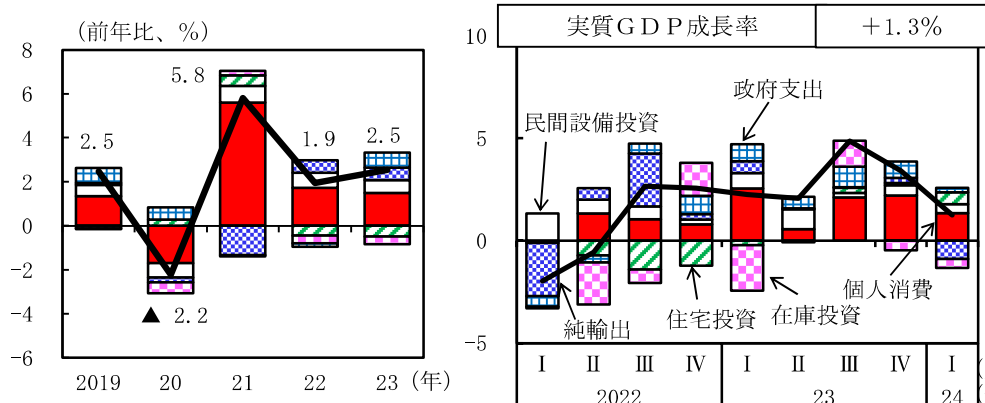 (前年比、%)
8
6
4
2
0
−2
−4
−6
2.5
▲ 2.2
5.8
1.9
2.5
2019 20 21 22 23 (年)
実質GDP成長率 +1.3%
10
5
0
−5
民間設備投資
政府支出
純輸出
住宅投資
在庫投資
個人消費
Ⅰ Ⅱ Ⅲ Ⅳ Ⅰ Ⅱ Ⅲ Ⅳ Ⅰ (
2022 23 24 (